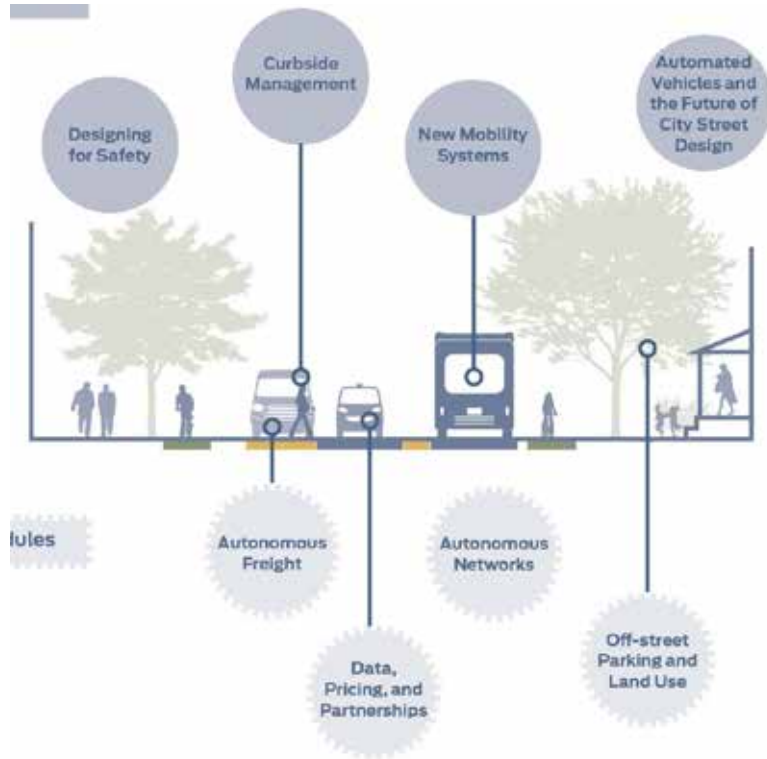 Curbside
Management
Automated
Vehicles and
the Future of
City Street
Design
Designing
for Safety
New Mobility
Systems
dules
Autonomous
Freight
Autonomous
Networks
Data,
Pricing, and
Partnerships
Off-street
Parking and
Land Use